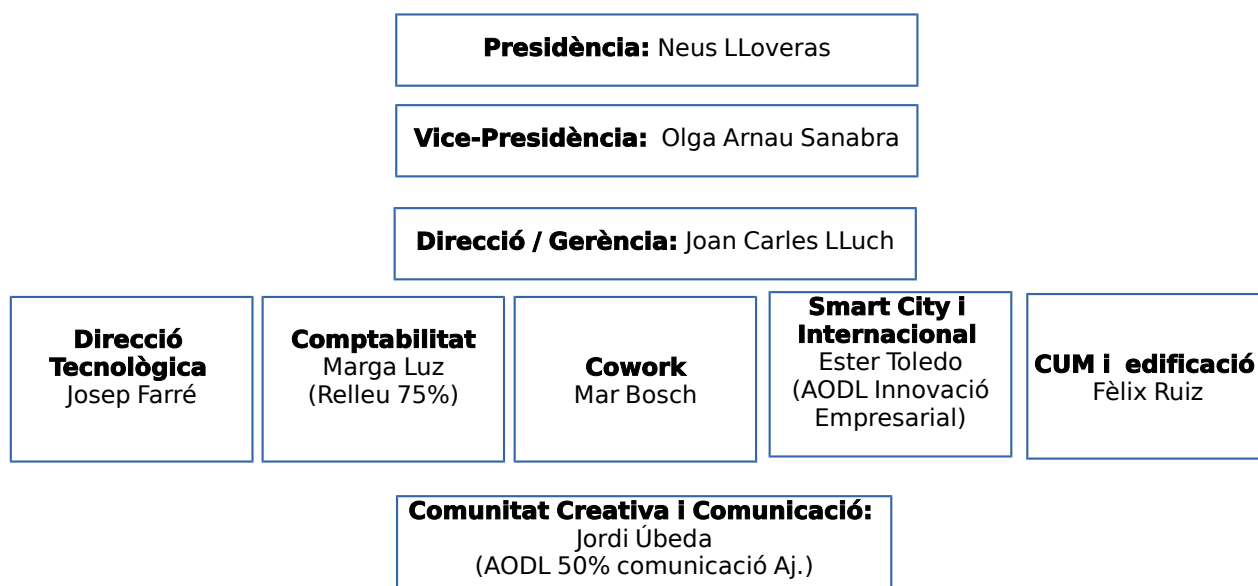 Presidència: Neus LLoveras
Vice-Presidència: Olga Arnau Sanabra
Direcció / Gerència: Joan Carles LLuch
Direcció
Tecnològica
Josep Farré
Comptabilitat
Marga Luz
(Relleu 75%)
Cowork
Mar Bosch
Smart City i
Internacional
Ester Toledo
(AODL Innovació
Empresarial)
CUM i edificació
Fèlix Ruiz
Comunitat Creativa i Comunicació:
Jordi Úbeda
(AODL 50% comunicació Aj.)